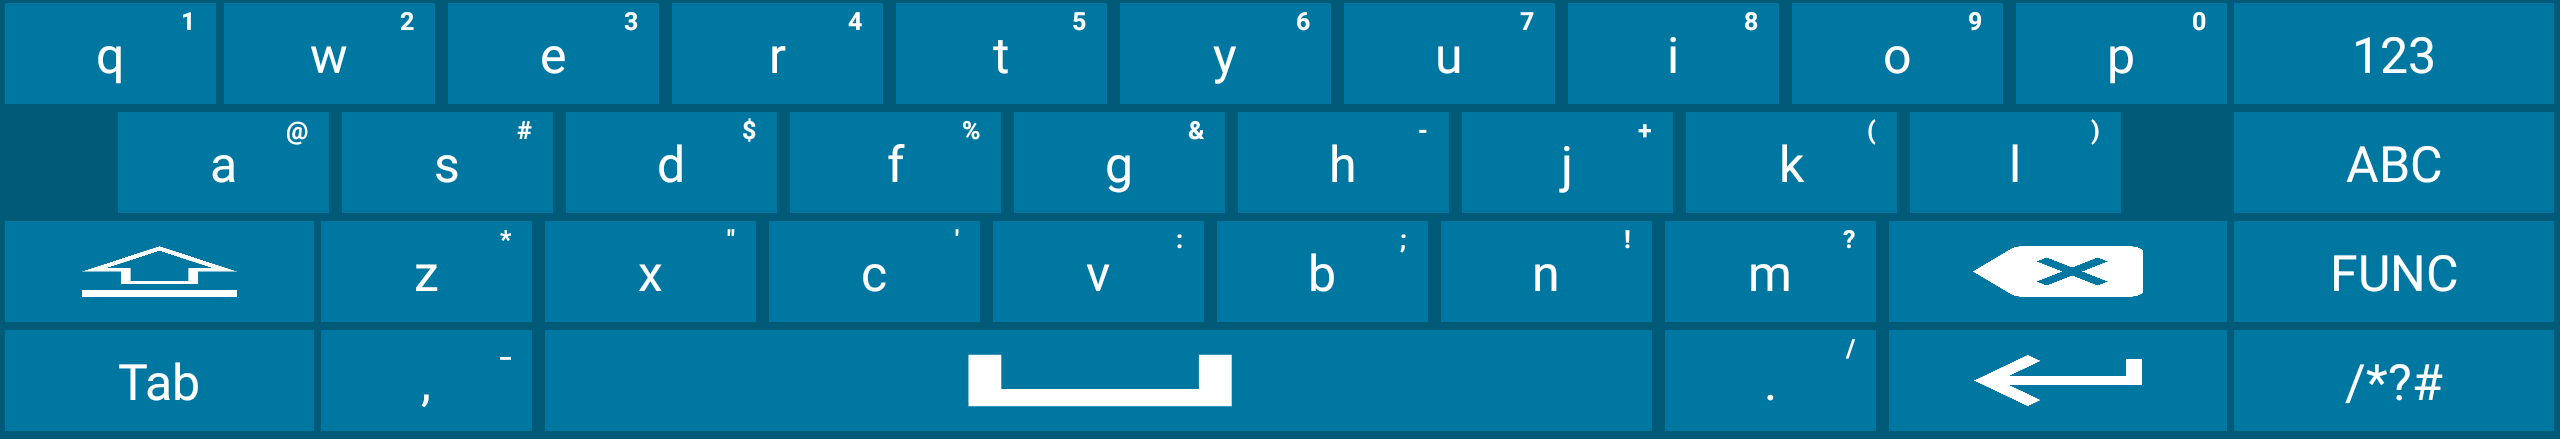 1 2 3 4 5 6 7 8 9 0
q w e r t y u i o p 123
@ # $ % & - + ( )
a s d f g h j k l ABC
* " ' : ; ! ?
z x c v b n m FUNC
_ /
Tab , . /*?#